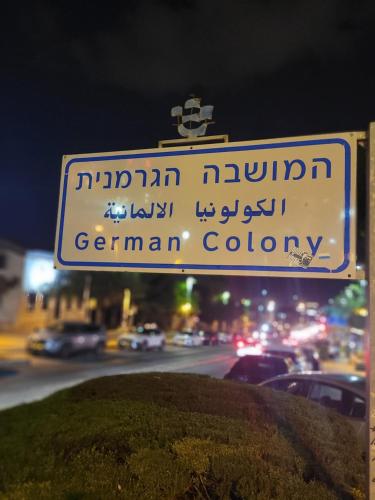 המושבה הגרמנית
الكولونيا الالمانية
German Colony